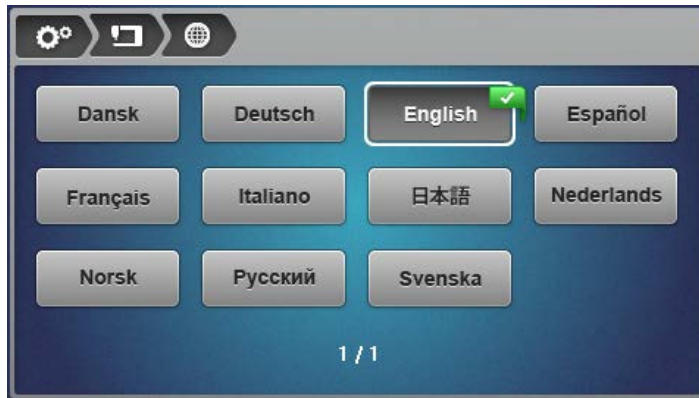 Dansk Deutsch English Español
Français Italiano 日本語 Nederlands
Norsk Русский Svenska
1 / 1